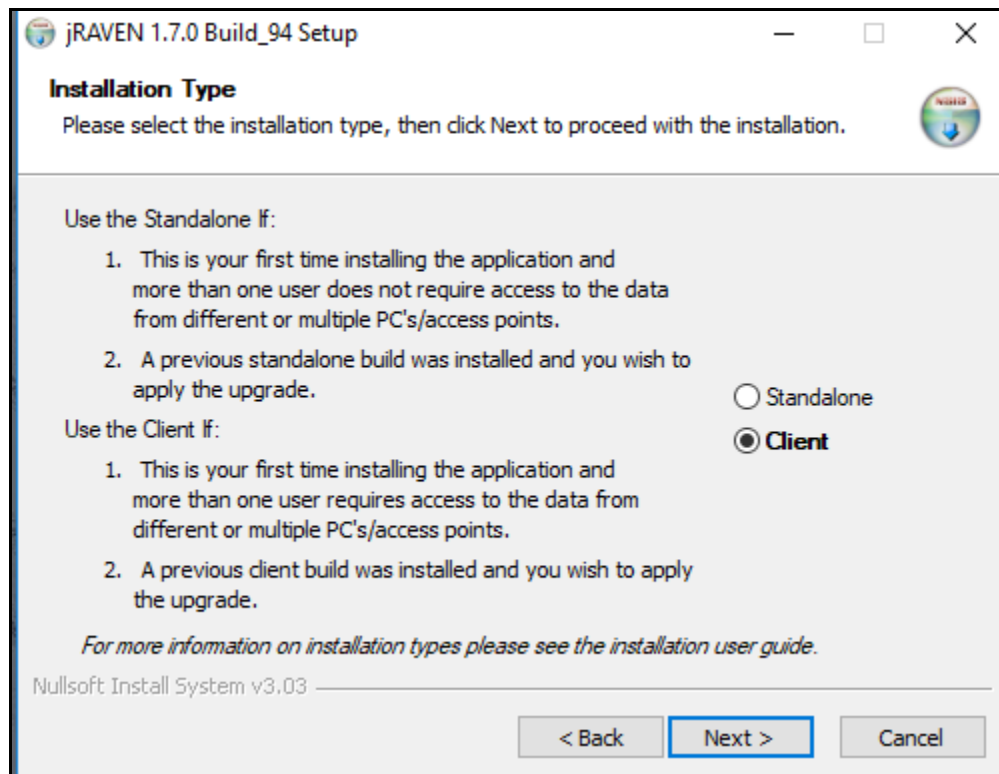 jRAVEN 1.7.0 Build_94 Setup
Installation Type
Please select the installation type, then click Next to proceed with the installation.
Use the Standalone If:
1. This is your first time installing the application and
more than one user does not require access to the data
from different or multiple PC's/access points.
2. A previous standalone build was installed and you wish to
apply the upgrade.
Standalone
Use the Client If:
Client
1. This is your first time installing the application and
more than one user requires access to the data from
different or multiple PC's/access points.
2. A previous client build was installed and you wish to apply
the upgrade.
For more information on installation types please see the installation user guide.
Nullsoft Install System v3.03
< Back
Next >
Cancel